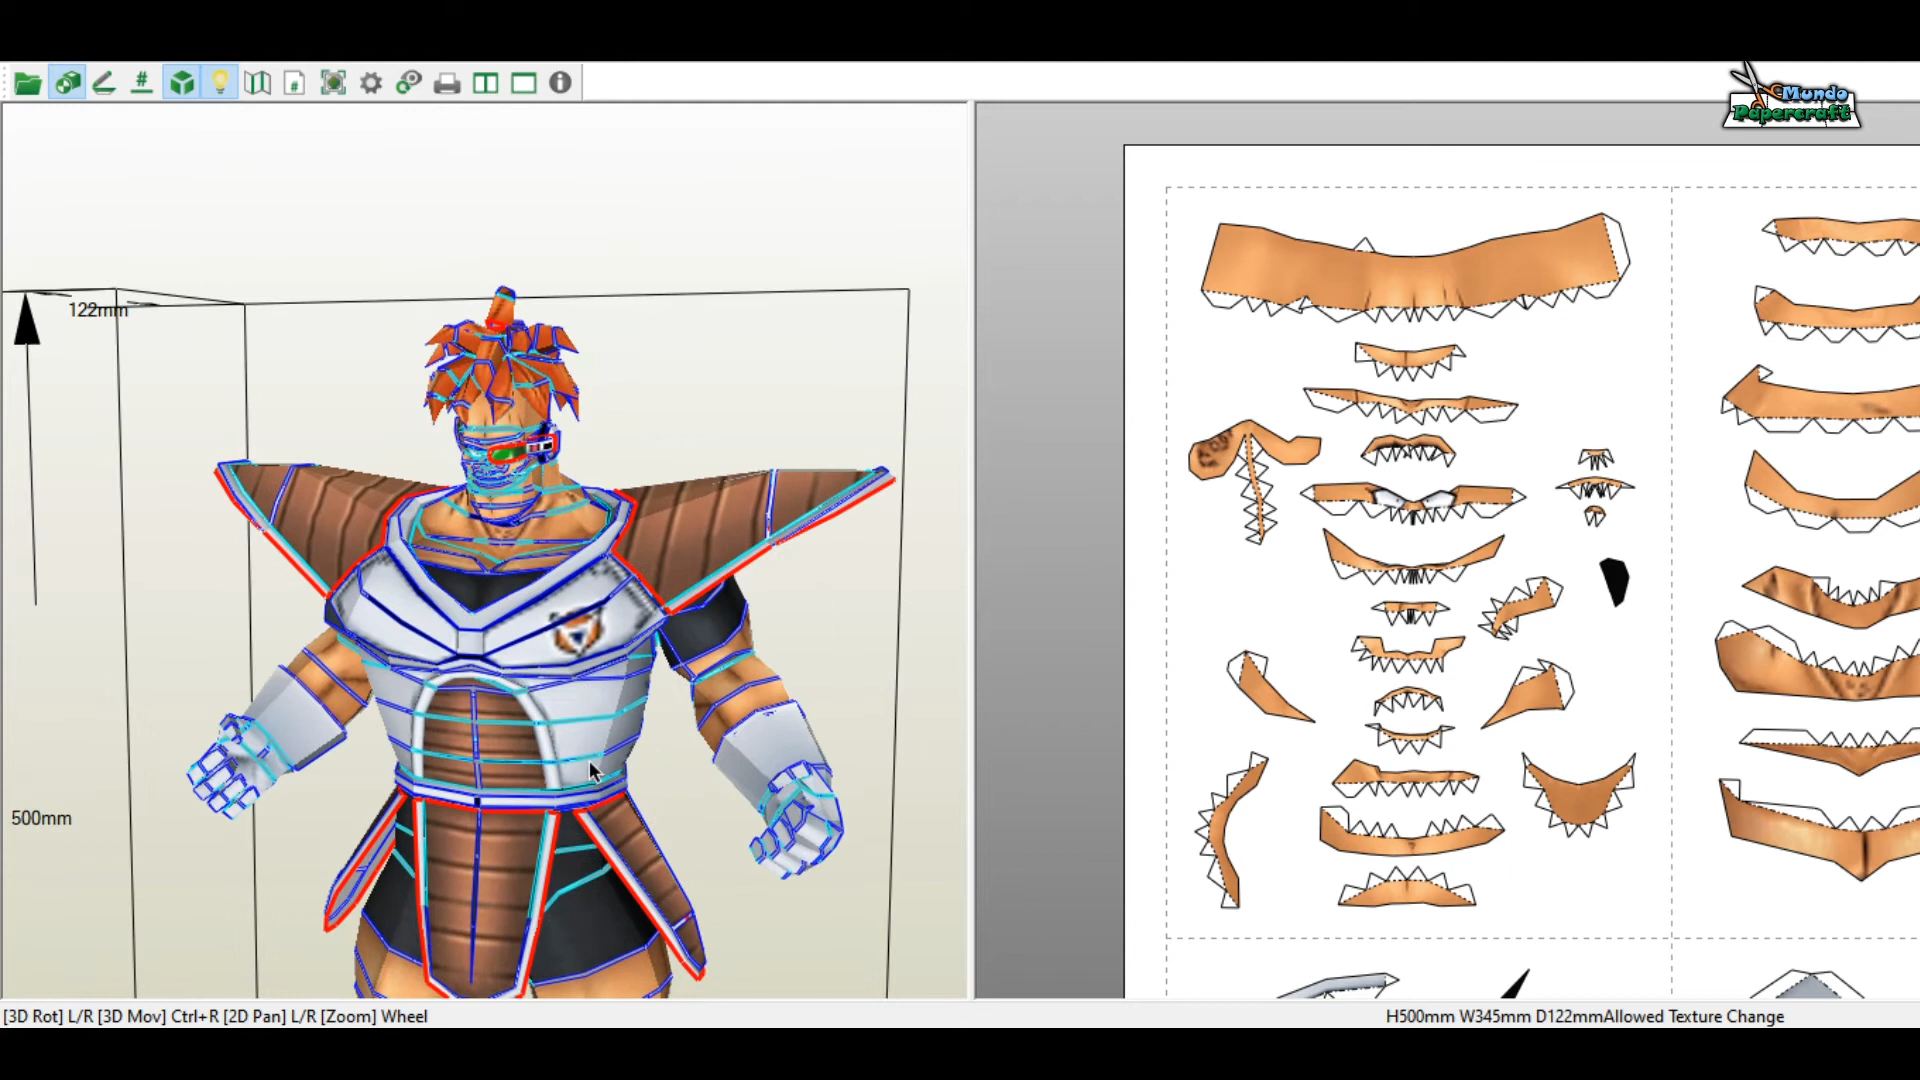 Mundo
Papercraft
122mm
500mm
[3D Rot] L/R [3D Mov] Ctrl+R [2D Pan] L/R [Zoom] Wheel
H500mm W345mm D122mmAllowed Texture Change